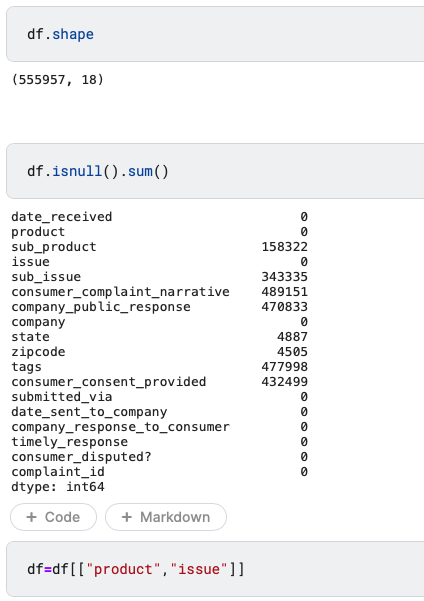 df.shape
(555957, 18)
df.isnull().sum()
date_received 0
product 0
sub_product 158322
issue 0
sub_issue 343335
consumer_complaint_narrative 489151
company_public_response 470833
company 0
state 4887
zipcode 4505
tags 477998
consumer_consent_provided 432499
submitted_via 0
date_sent_to_company 0
company_response_to_consumer 0
timely_response 0
consumer_disputed? 0
complaint_id 0
dtype: int64
+ Code + Markdown
df=df[["product","issue"]]